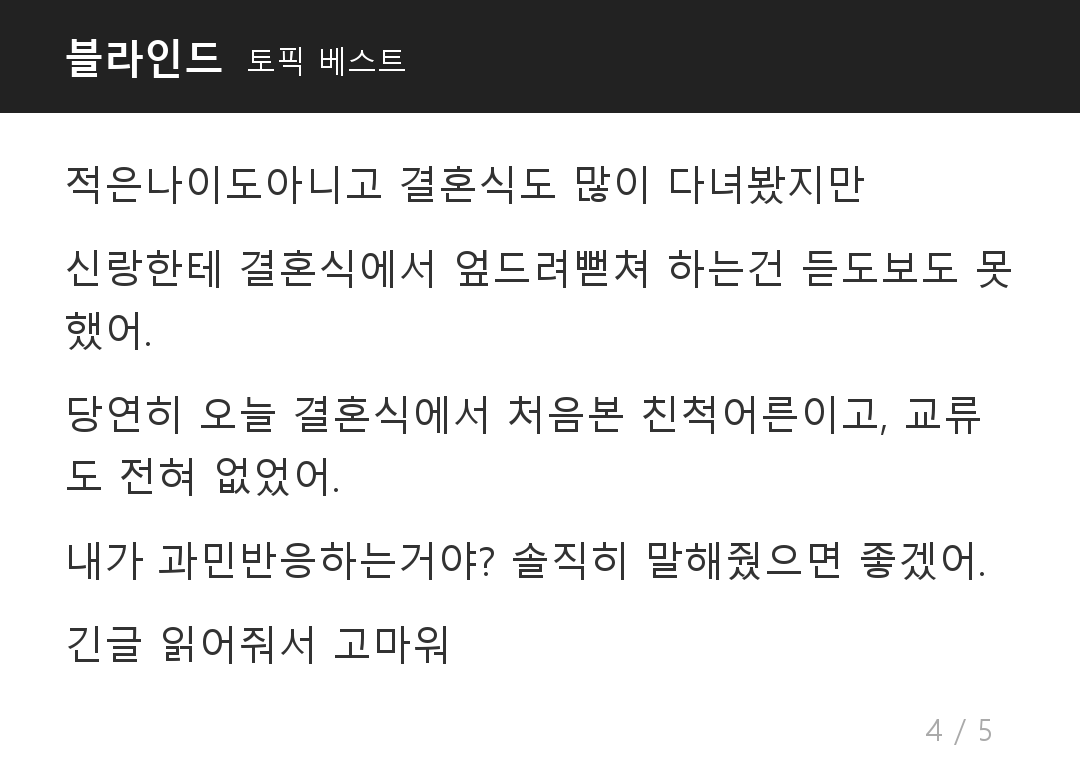 블라인드 토픽 베스트
적은나이도아니고 결혼식도 많이 다녀봤지만
신랑한테 결혼식에서 엎드려뻗쳐 하는건 듣도보도 못
했어.
당연히 오늘 결혼식에서 처음본 친척어른이고, 교류
도 전혀 없었어.
내가 과민반응하는거야? 솔직히 말해줬으면 좋겠어.
긴글 읽어줘서 고마워
4 / 5